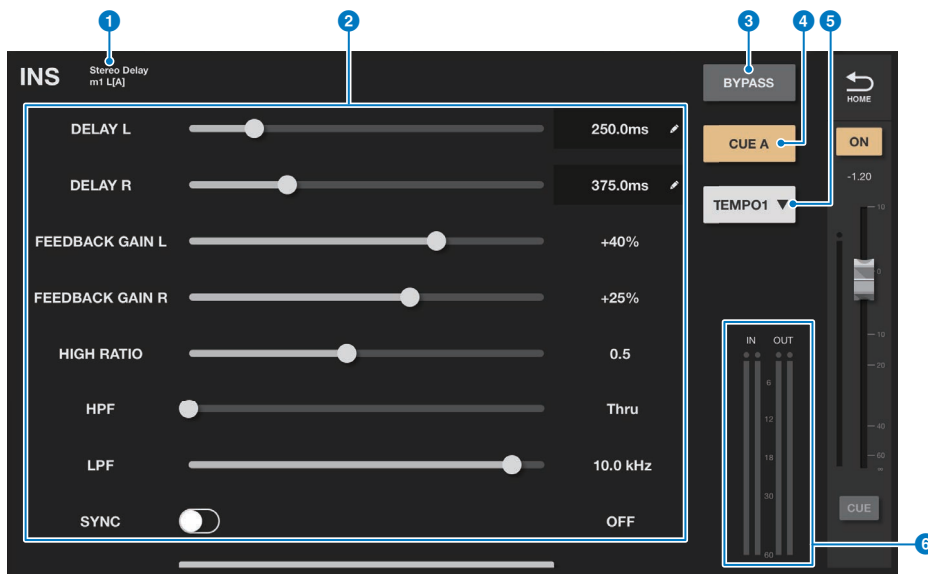 1
2
3
4
5
INS
Stereo Delay
m1 L[A]
BYPASS
HOME
DELAY L
250.0ms
CUE A
ON
DELAY R
375.0ms
-1.20
TEMPO1 ▼
10
FEEDBACK GAIN L
+40%
0
FEEDBACK GAIN R
+25%
HIGH RATIO
0.5
IN OUT
10
20
6
HPF
Thru
12
40
LPF
10.0 kHz
18
60
∞
30
CUE
SYNC
OFF
6
60